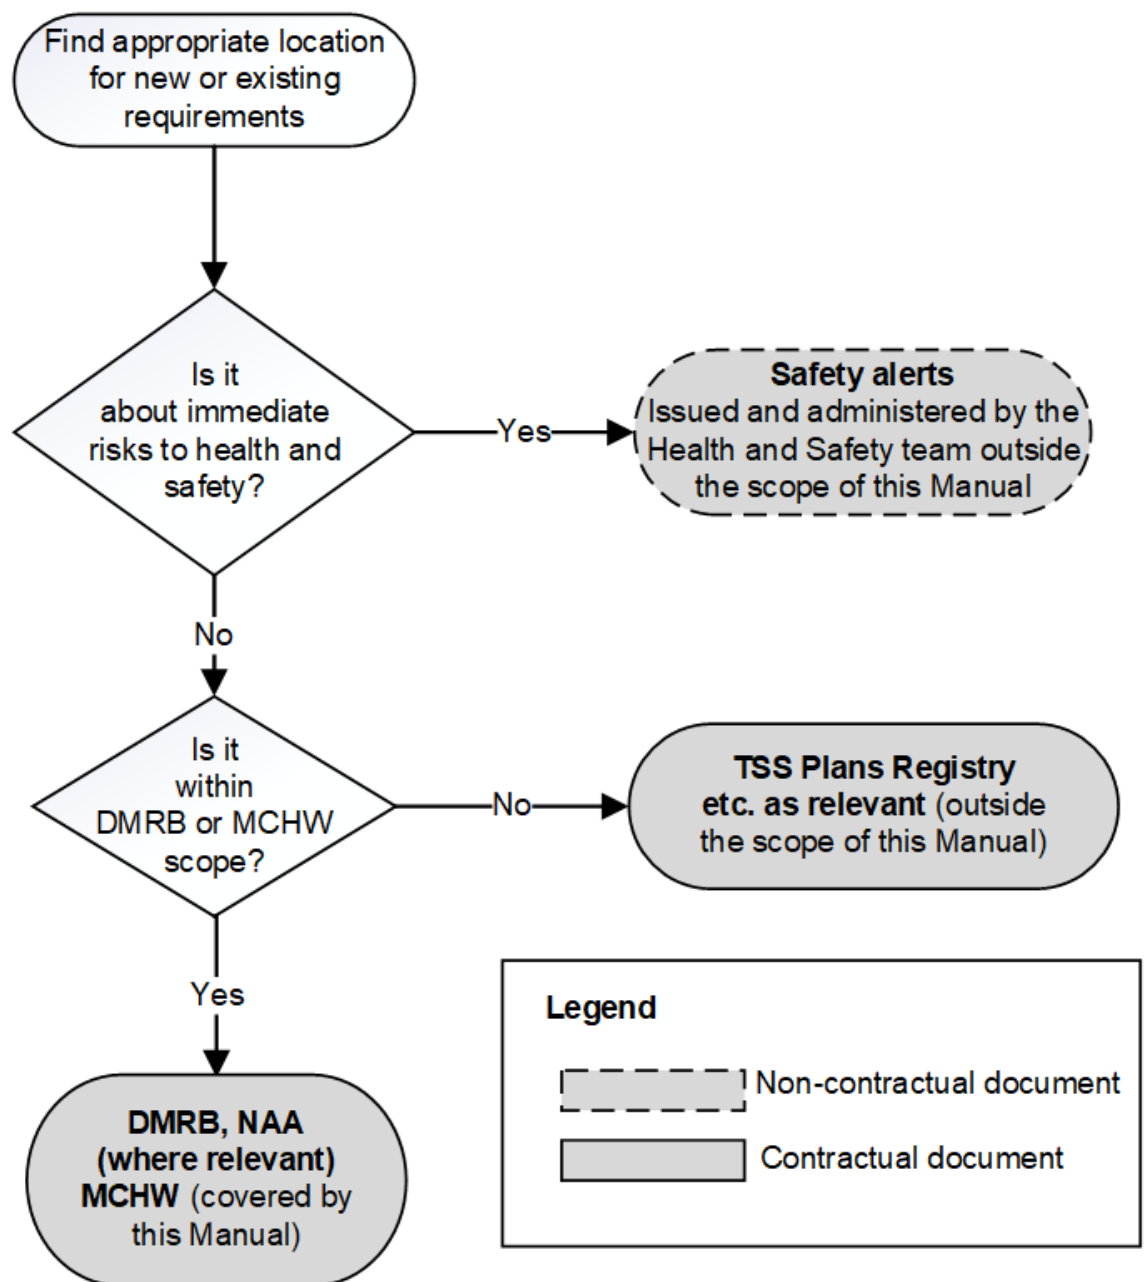 Find appropriate location
for new or existing
requirements
Is it
about immediate
risks to health and
safety?
Yes
Safety alerts
Issued and administered by the
Health and Safety team outside
the scope of this Manual
No
Is it
within
DMRB or MCHW
scope?
No
TSS Plans Registry
etc. as relevant (outside
the scope of this Manual)
Yes
DMRB, NAA
(where relevant)
MCHW (covered by
this Manual)
Legend
Non-contractual document
Contractual document